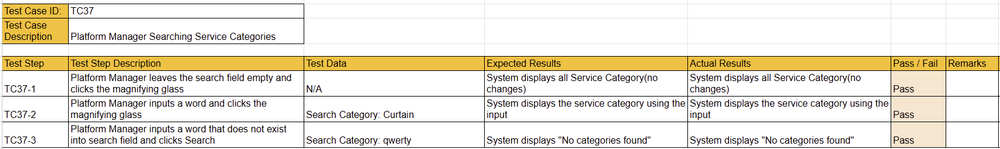 Test Case ID: TC37
Test Case
Description Platform Manager Searching Service Categories
Test Step Test Step Description Test Data Expected Results Actual Results Pass / Fail Remarks
TC37-1 Platform Manager leaves the search field empty and
clicks the magnifying glass N/A System displays all Service Category(no
changes) System displays all Service Category(no
changes) Pass
TC37-2 Platform Manager inputs a word and clicks the
magnifying glass Search Category: Curtain System displays the service category using the
input System displays the service category using the
input Pass
TC37-3 Platform Manager inputs a word that does not exist
into search field and clicks Search Search Category: qwerty System displays "No categories found" System displays "No categories found" Pass